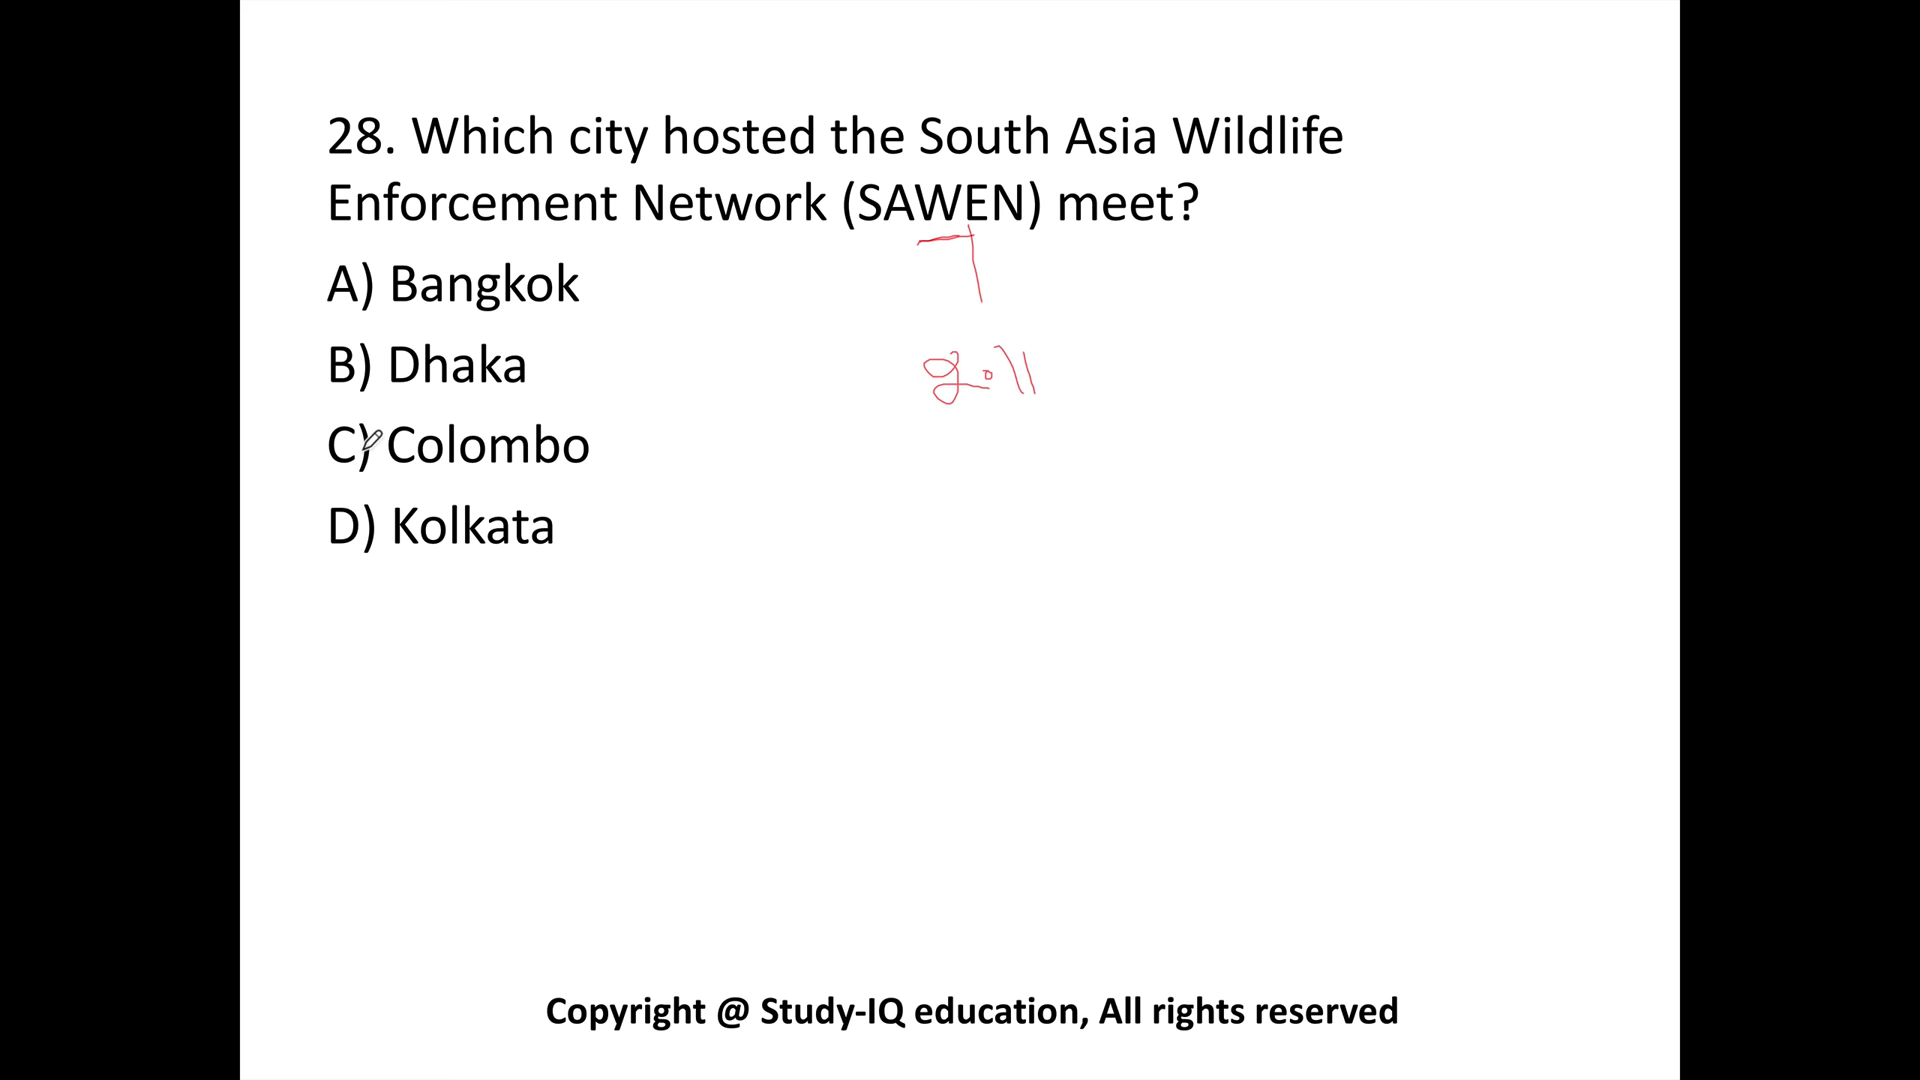 28. Which city hosted the South Asia Wildlife
Enforcement Network (SAWEN) meet?
A) Bangkok
B) Dhaka
C) Colombo
D) Kolkata
Copyright @ Study-IQ education, All rights reserved